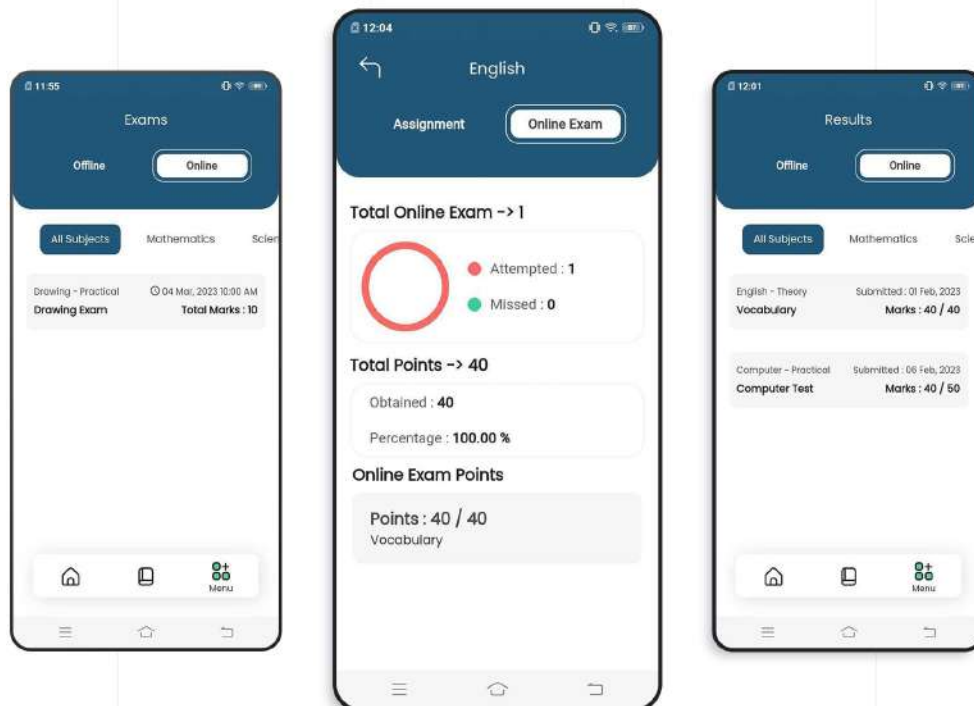 11:55
Exams
Offline Online
All Subjects Mathematics Scien
Drawing - Practical 04 Mar, 2023 10:00 AM
Drawing Exam Total Marks : 10
Menu
12:04
English
Assignment Online Exam
Total Online Exam -> 1
Attempted : 1
Missed : 0
Total Points -> 40
Obtained : 40
Percentage : 100.00 %
Online Exam Points
Points : 40 / 40
Vocabulary
12:01
Results
Offline Online
All Subjects Mathematics Scie
English - Theory Submitted : 01 Feb, 2023
Vocabulary Marks : 40 / 40
Computer - Practical Submitted : 06 Feb, 2023
Computer Test Marks : 40 / 50
Menu